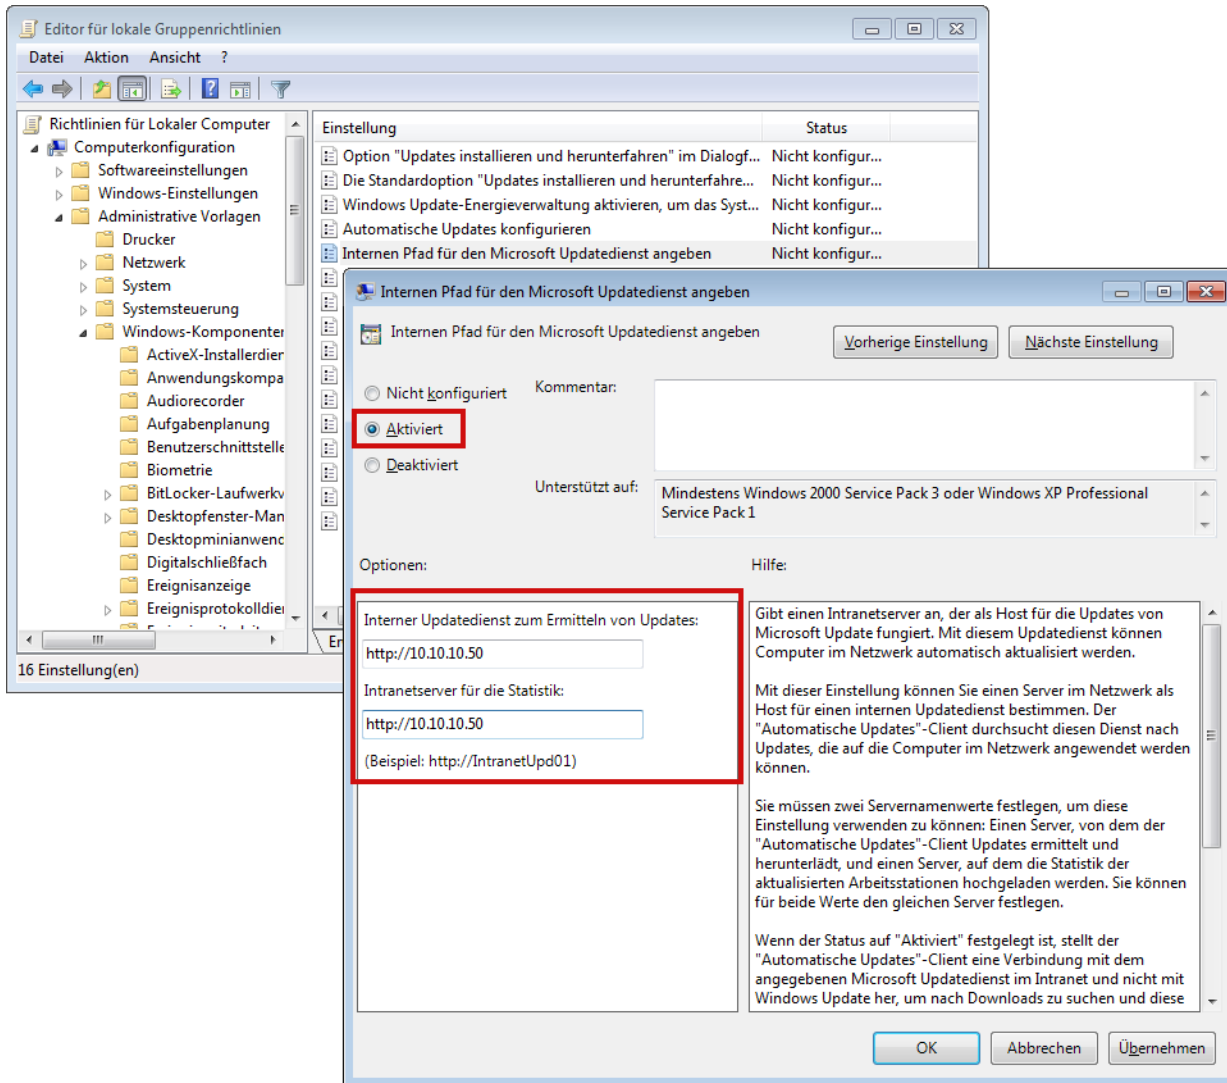 Editor für lokale Gruppenrichtlinien
Datei Aktion Ansicht ?
Richtlinien für Lokaler Computer
Computerkonfiguration
Softwareeinstellungen
Windows-Einstellungen
Administrative Vorlagen
Drucker
Netzwerk
System
Systemsteuerung
Windows-Komponenten
ActiveX-Installerdien
Anwendungskompa
Audiorecorder
Aufgabenplanung
Benutzerschnittstelle
Biometrie
BitLocker-Laufwerkv
Desktopfenster-Man
Desktopminianwend
Digitalschließfach
Ereignisanzeige
Ereignisprotokolldien
16 Einstellung(en)
Einstellung Status
Option "Updates installieren und herunterfahren" im Dialogf... Nicht konfigur...
Die Standardoption "Updates installieren und herunterfahre... Nicht konfigur...
Windows Update-Energieverwaltung aktivieren, um das Syst... Nicht konfigur...
Automatische Updates konfigurieren Nicht konfigur...
Internen Pfad für den Microsoft Updatedienst angeben Nicht konfigur...
Er
Internen Pfad für den Microsoft Updatedienst angeben
Internen Pfad für den Microsoft Updatedienst angeben
Vorherige Einstellung
Nächste Einstellung
Nicht konfiguriert
Aktiviert
Deaktiviert
Kommentar:
Unterstützt auf:
Mindestens Windows 2000 Service Pack 3 oder Windows XP Professional
Service Pack 1
Optionen:
Interner Updatedienst zum Ermitteln von Updates:
http://10.10.10.50
Intranetserver für die Statistik:
http://10.10.10.50
(Beispiel: http://IntranetUpd01)
Hilfe:
Gibt einen Intranetserver an, der als Host für die Updates von
Microsoft Update fungiert. Mit diesem Updatedienst können
Computer im Netzwerk automatisch aktualisiert werden.
Mit dieser Einstellung können Sie einen Server im Netzwerk als
Host für einen internen Updatedienst bestimmen. Der
"Automatische Updates"-Client durchsucht diesen Dienst nach
Updates, die auf die Computer im Netzwerk angewendet werden
können.
Sie müssen zwei Servernamenwerte festlegen, um diese
Einstellung verwenden zu können: Einen Server, von dem der
"Automatische Updates"-Client Updates ermittelt und
herunterlädt, und einen Server, auf dem die Statistik der
aktualisierten Arbeitsstationen hochgeladen werden. Sie können
für beide Werte den gleichen Server festlegen.
Wenn der Status auf "Aktiviert" festgelegt ist, stellt der
"Automatische Updates"-Client eine Verbindung mit dem
angegebenen Microsoft Updatedienst im Intranet und nicht mit
Windows Update her, um nach Downloads zu suchen und diese
OK
Abbrechen
Übernehmen